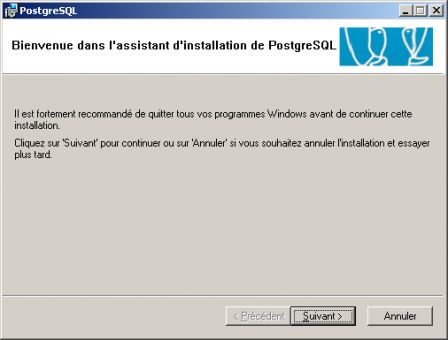 PostgreSQL
Bienvenue dans l'assistant d'installation de PostgreSQL
Il est fortement recommandé de quitter tous vos programmes Windows avant de continuer cette
installation.
Cliquez sur 'Suivant' pour continuer ou sur 'Annuler' si vous souhaitez annuler l'installation et essayer
plus tard.
< Précédent Suivant > Annuler